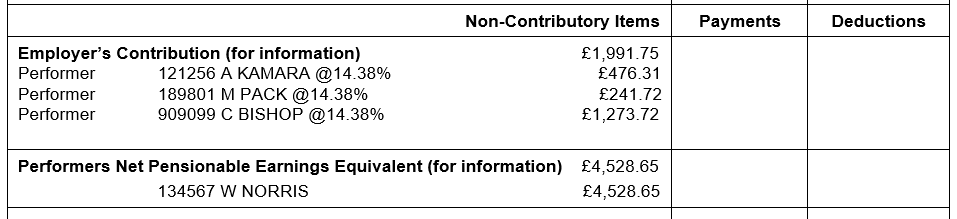 Non-Contributory Items Payments Deductions
Employer's Contribution (for information) £1,991.75
Performer 121256 A KAMARA @14.38% £476.31
Performer 189801 M PACK @14.38% £241.72
Performer 909099 C BISHOP @14.38% £1,273.72
Performers Net Pensionable Earnings Equivalent (for information) £4,528.65
134567 W NORRIS £4,528.65